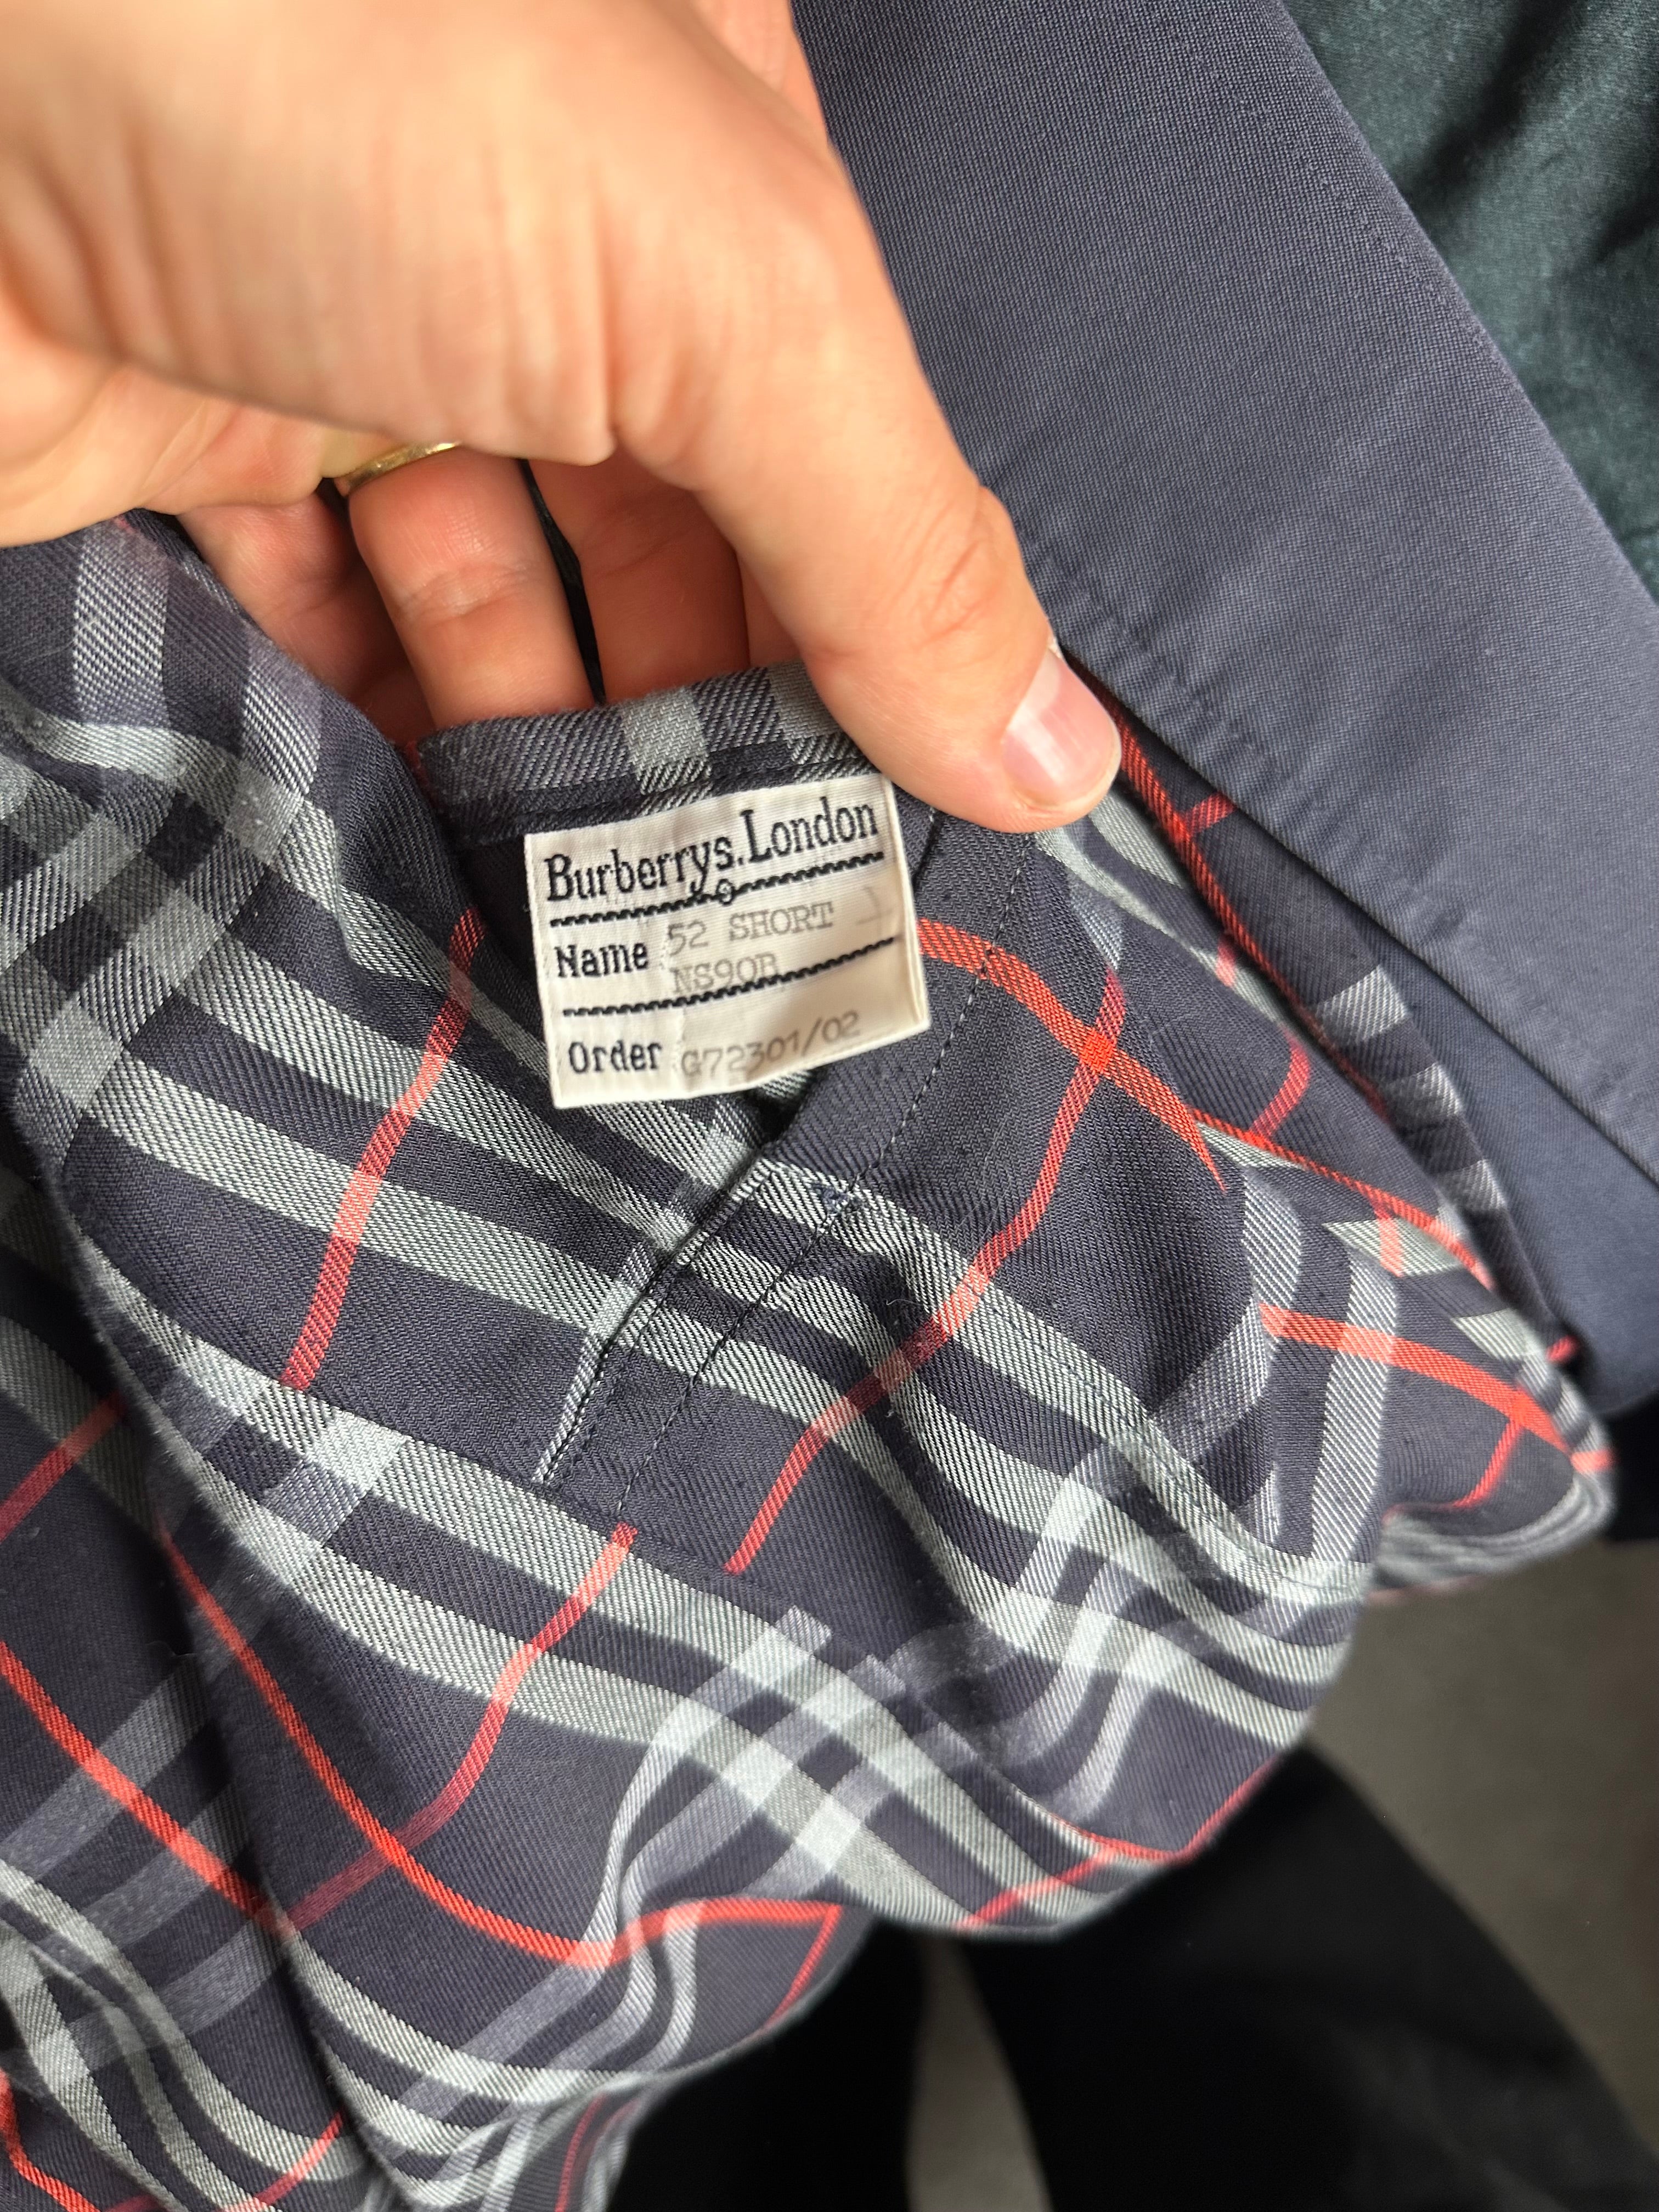 Burberrys. London
Name 52 SHORT
NS90B
Order G72301/02